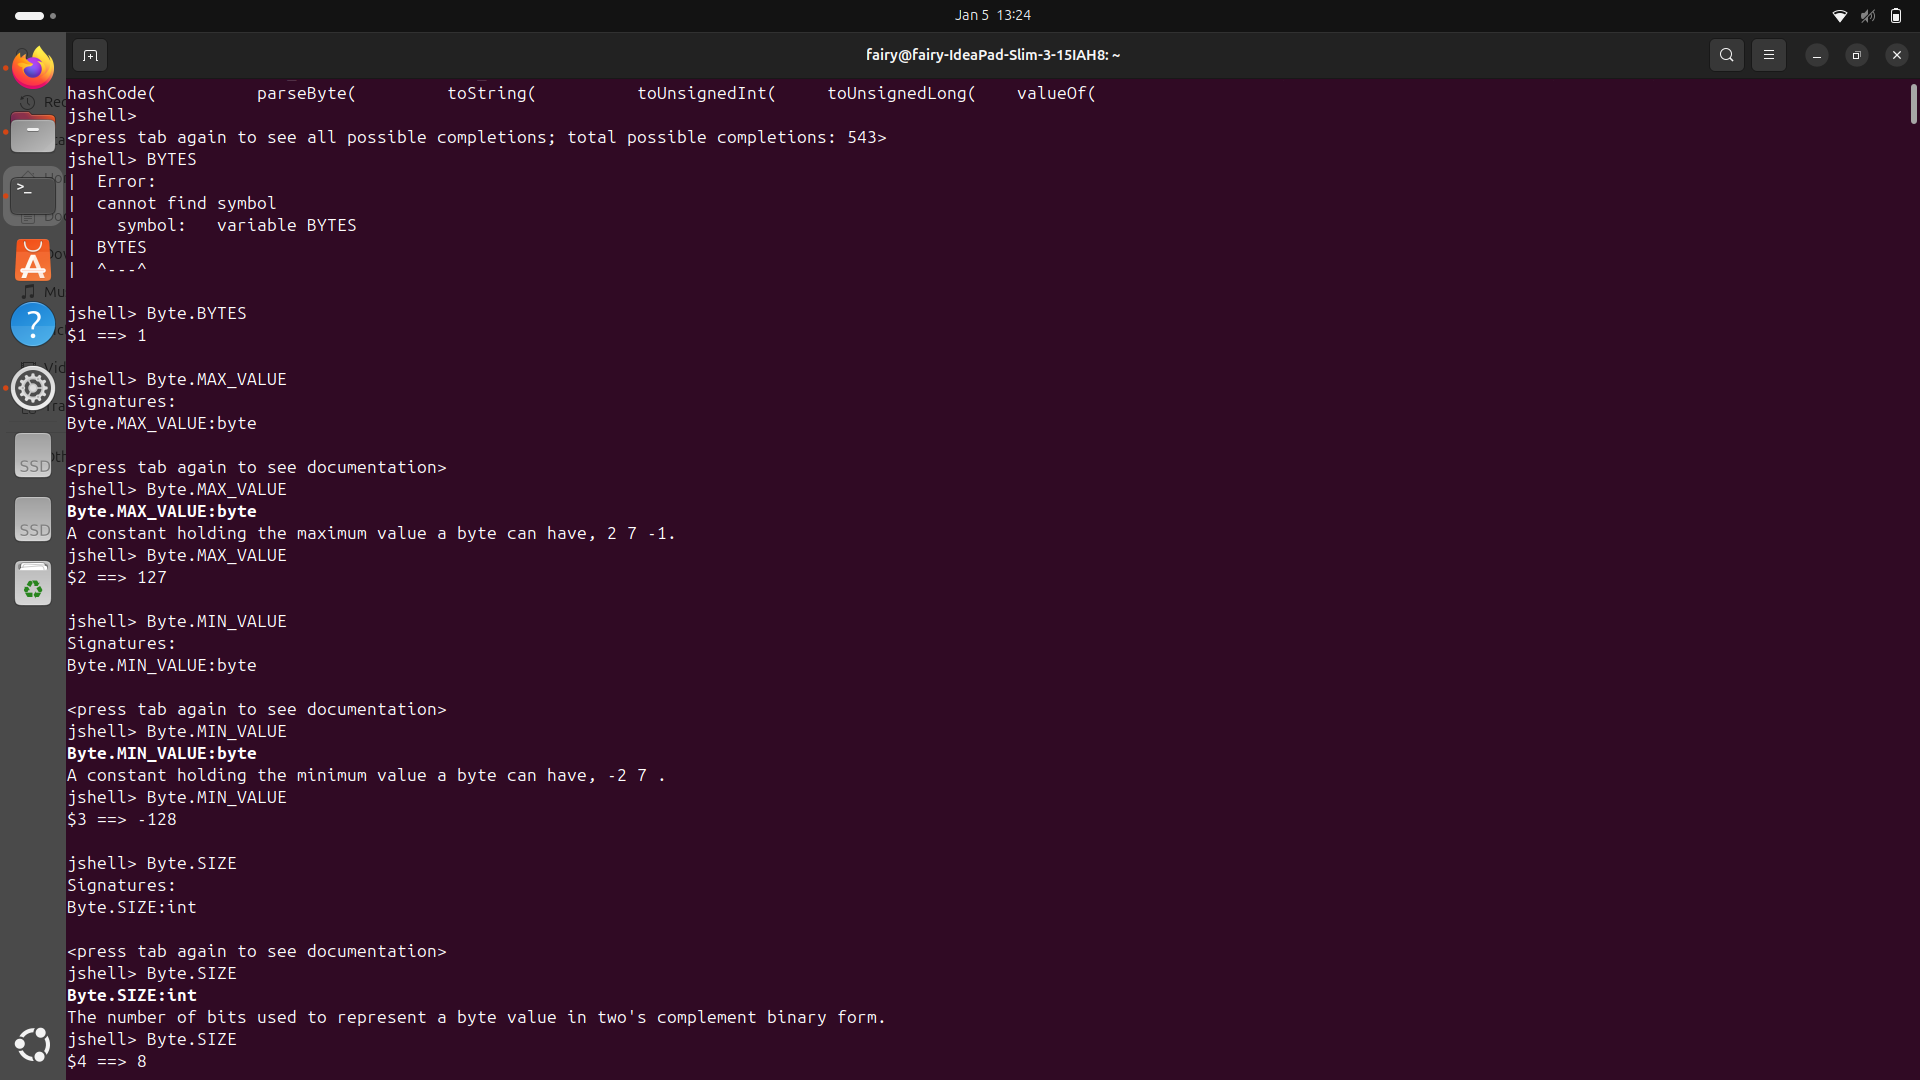 Jan 5 13:24
fairy@fairy-IdeaPad-Slim-3-15IAH8: ~
hashCode( parseByte( toString( toUnsignedInt( toUnsignedLong( valueOf(
jshell>
<press tab again to see all possible completions; total possible completions: 543>
jshell> BYTES
| Error:
| cannot find symbol
| symbol: variable BYTES
| BYTES
| ^---^
jshell> Byte.BYTES
$1 ==> 1
jshell> Byte.MAX_VALUE
Signatures:
Byte.MAX_VALUE:byte
<press tab again to see documentation>
jshell> Byte.MAX_VALUE
Byte.MAX_VALUE:byte
A constant holding the maximum value a byte can have, 2 7 -1.
jshell> Byte.MAX_VALUE
$2 ==> 127
jshell> Byte.MIN_VALUE
Signatures:
Byte.MIN_VALUE:byte
<press tab again to see documentation>
jshell> Byte.MIN_VALUE
Byte.MIN_VALUE:byte
A constant holding the minimum value a byte can have, -2 7 .
jshell> Byte.MIN_VALUE
$3 ==> -128
jshell> Byte.SIZE
Signatures:
Byte.SIZE:int
<press tab again to see documentation>
jshell> Byte.SIZE
Byte.SIZE:int
The number of bits used to represent a byte value in two's complement binary form.
jshell> Byte.SIZE
$4 ==> 8
>_
SSD
SSD